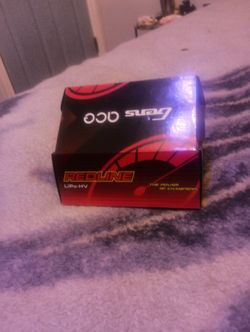 Gens ace
REDLINE
LiPo-HV
THE POWER
OF CHAMPIONS